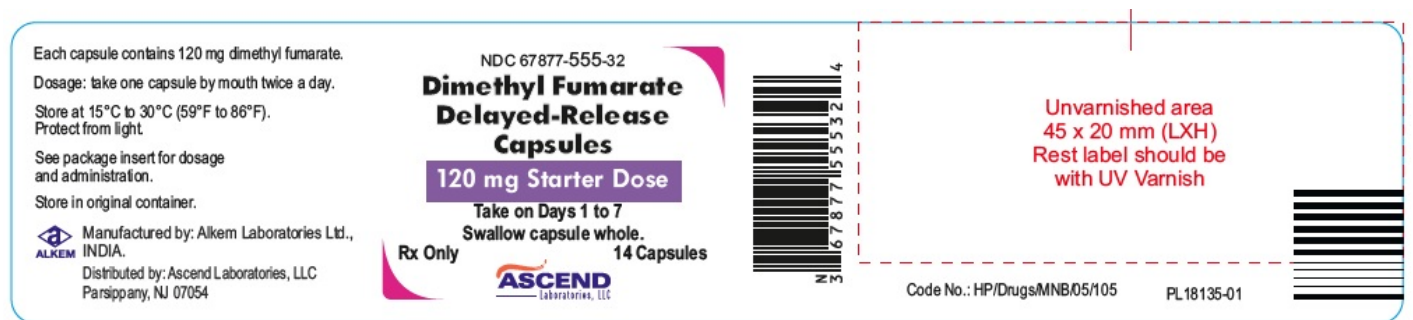 Each capsule contains 120 mg dimethyl fumarate.
Dosage: take one capsule by mouth twice a day.
Store at 15°C to 30°C (59°F to 86°F).
Protect from light.
See package insert for dosage
and administration.
Store in original container.
ALKEM
Manufactured by: Alkem Laboratories Ltd.,
INDIA.
Distributed by: Ascend Laboratories, LLC
Parsippany, NJ 07054
NDC 67877-555-32
Dimethyl Fumarate
Delayed-Release
Capsules
120 mg Starter Dose
Take on Days 1 to 7
Swallow capsule whole.
Rx Only 14 Capsules
ASCEND
Laboratories, LLC
N 3 67877 55532 4
Unvarnished area
45 x 20 mm (LXH)
Rest label should be
with UV Varnish
Code No.: HP/Drugs/MNB/05/105 PL18135-01